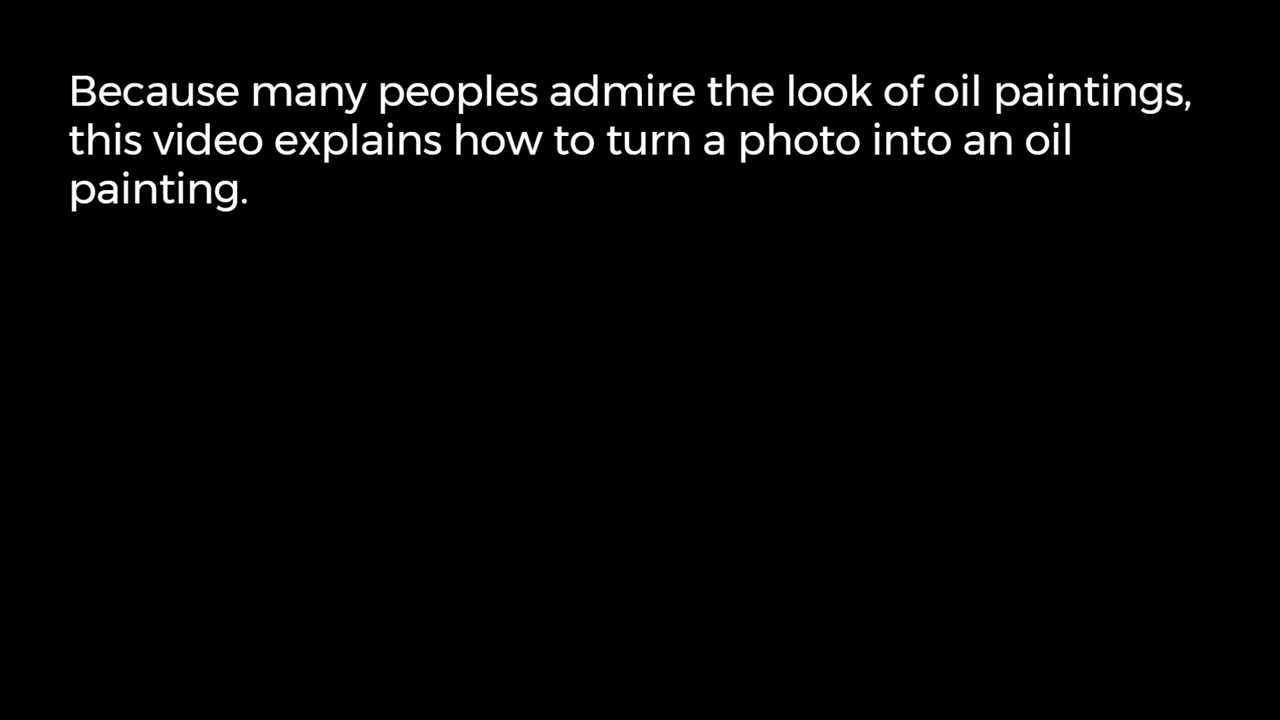 Because many peoples admire the look of oil paintings,
this video explains how to turn a photo into an oil
painting.